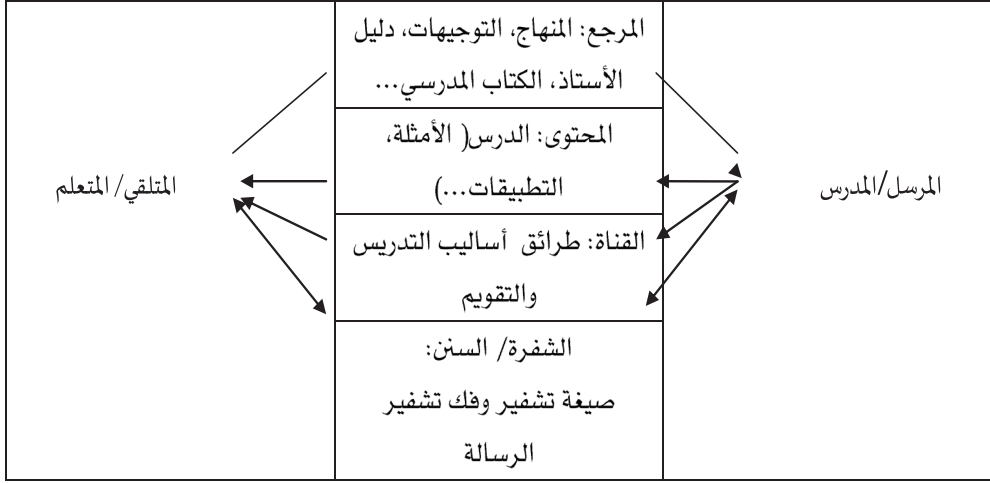 المرسل/المدرس
المرجع: المنهاج، التوجيهات، دليل
الأستاذ، الكتاب المدرسي...
المحتوى: الدرس( الأمثلة،
التطبيقات...)
القناة: طرائق أساليب التدريس
والتقويم
الشفرة/ السنن:
صيغة تشفير وفك تشفير
الرسالة
المتلقي/ المتعلم